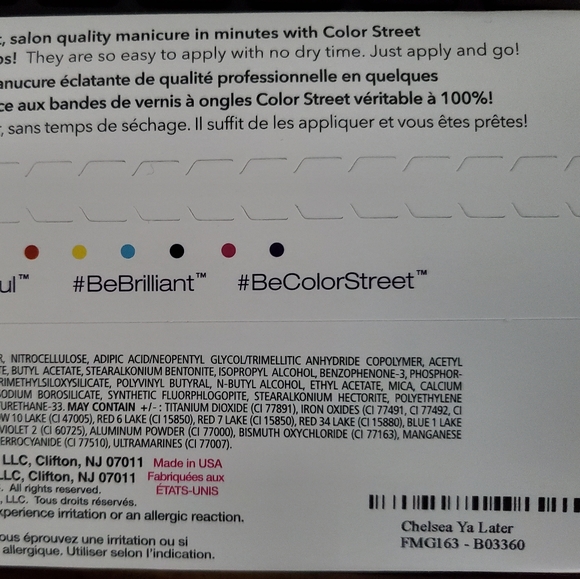 , salon quality manicure in minutes with Color Street
ps! They are so easy to apply with no dry time. Just apply and go!
anucure éclatante de qualité professionnelle en quelques
ce aux bandes de vernis à ongles Color Street véritable à 100%!
, sans temps de séchage. Il suffit de les appliquer et vous êtes prêtes!
ul™ #BeBrilliant™ #BeColorStreet™
R, NITROCELLULOSE, ADIPIC ACID/NEOPENTYL GLYCOL/TRIMELLITIC ANHYDRIDE COPOLYMER, ACETYL
E, BUTYL ACETATE, STEARALKONIUM BENTONITE, ISOPROPYL ALCOHOL, BENZOPHENONE-3, PHOSPHOR-
RIMETHYLSILOXYSILICATE, POLYVINYL BUTYRAL, N-BUTYL ALCOHOL, ETHYL ACETATE, MICA, CALCIUM
ODIUM BOROSILICATE, SYNTHETIC FLUORPHLOGOPITE, STEARALKONIUM HECTORITE, POLYETHYLENE
URETHANE-33. MAY CONTAIN +/- : TITANIUM DIOXIDE (CI 77891), IRON OXIDES (CI 77491, CI 77492, CI
W 10 LAKE (CI 47005), RED 6 LAKE (CI 15850), RED 7 LAKE (CI 15850), RED 34 LAKE (CI 15880), BLUE 1 LAKE
VIOLET 2 (CI 60725), ALUMINUM POWDER (CI 77000), BISMUTH OXYCHLORIDE (CI 77163), MANGANESE
ERROCYANIDE (CI 77510), ULTRAMARINES (CI 77007).
LLC, Clifton, NJ 07011 Made in USA
LLC, Clifton, NJ 07011 Fabriquées aux
. All rights reserved. ÉTATS-UNIS
, LLC. Tous droits réservés.
xperience irritation or an allergic reaction.
ous éprouvez une irritation ou si
allergique. Utiliser selon l'indication.
Chelsea Ya Later
FMG163 - B03360